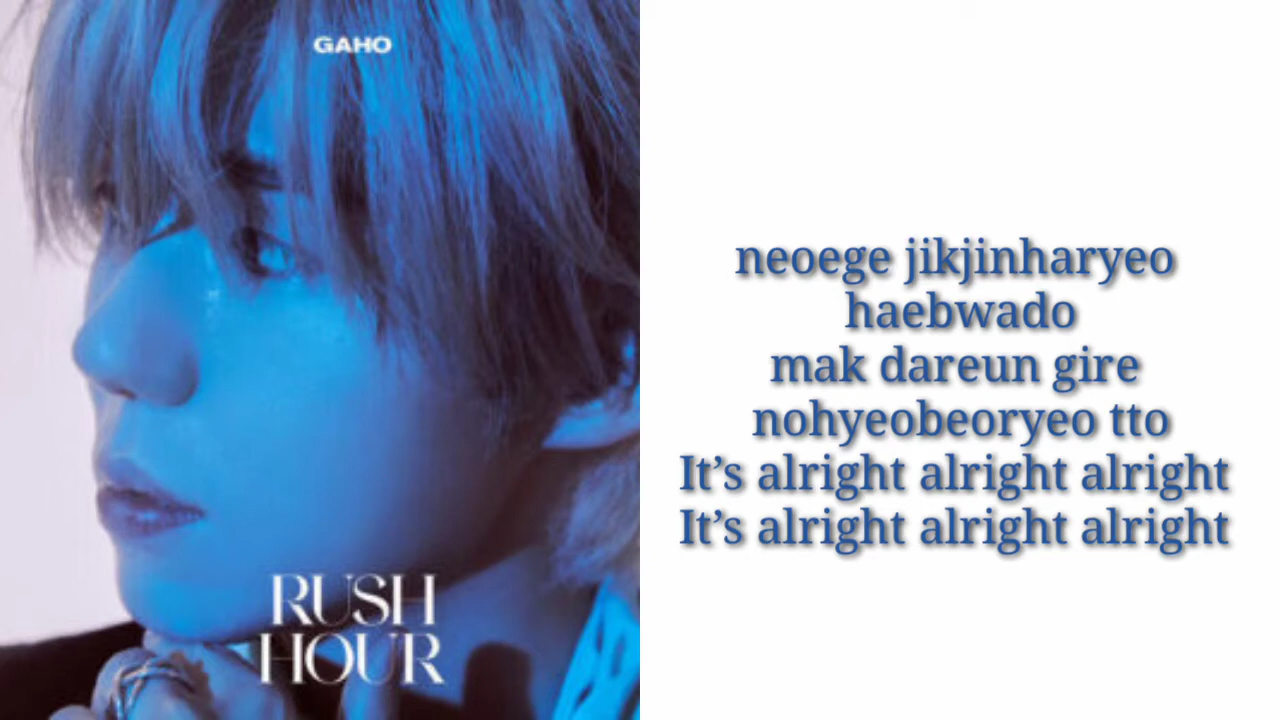 GAHO
RUSH
HOUR
neoege jikjinharyeo
haebwado
mak dareun gire
nohyeobeoryeo tto
It’s alright alright alright
It’s alright alright alright